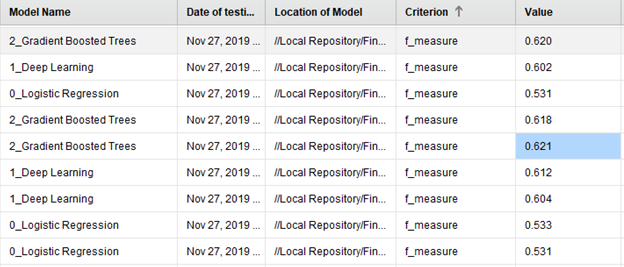 Model Name Date of testi... Location of Model Criterion Value
2_Gradient Boosted Trees Nov 27, 2019 ... //Local Repository/Fin... f_measure 0.620
1_Deep Learning Nov 27, 2019 ... //Local Repository/Fin... f_measure 0.602
0_Logistic Regression Nov 27, 2019 ... //Local Repository/Fin... f_measure 0.531
2_Gradient Boosted Trees Nov 27, 2019 ... //Local Repository/Fin... f_measure 0.618
2_Gradient Boosted Trees Nov 27, 2019 ... //Local Repository/Fin... f_measure 0.621
1_Deep Learning Nov 27, 2019 ... //Local Repository/Fin... f_measure 0.612
1_Deep Learning Nov 27, 2019 ... //Local Repository/Fin... f_measure 0.604
0_Logistic Regression Nov 27, 2019 ... //Local Repository/Fin... f_measure 0.533
0_Logistic Regression Nov 27, 2019 ... //Local Repository/Fin... f_measure 0.531